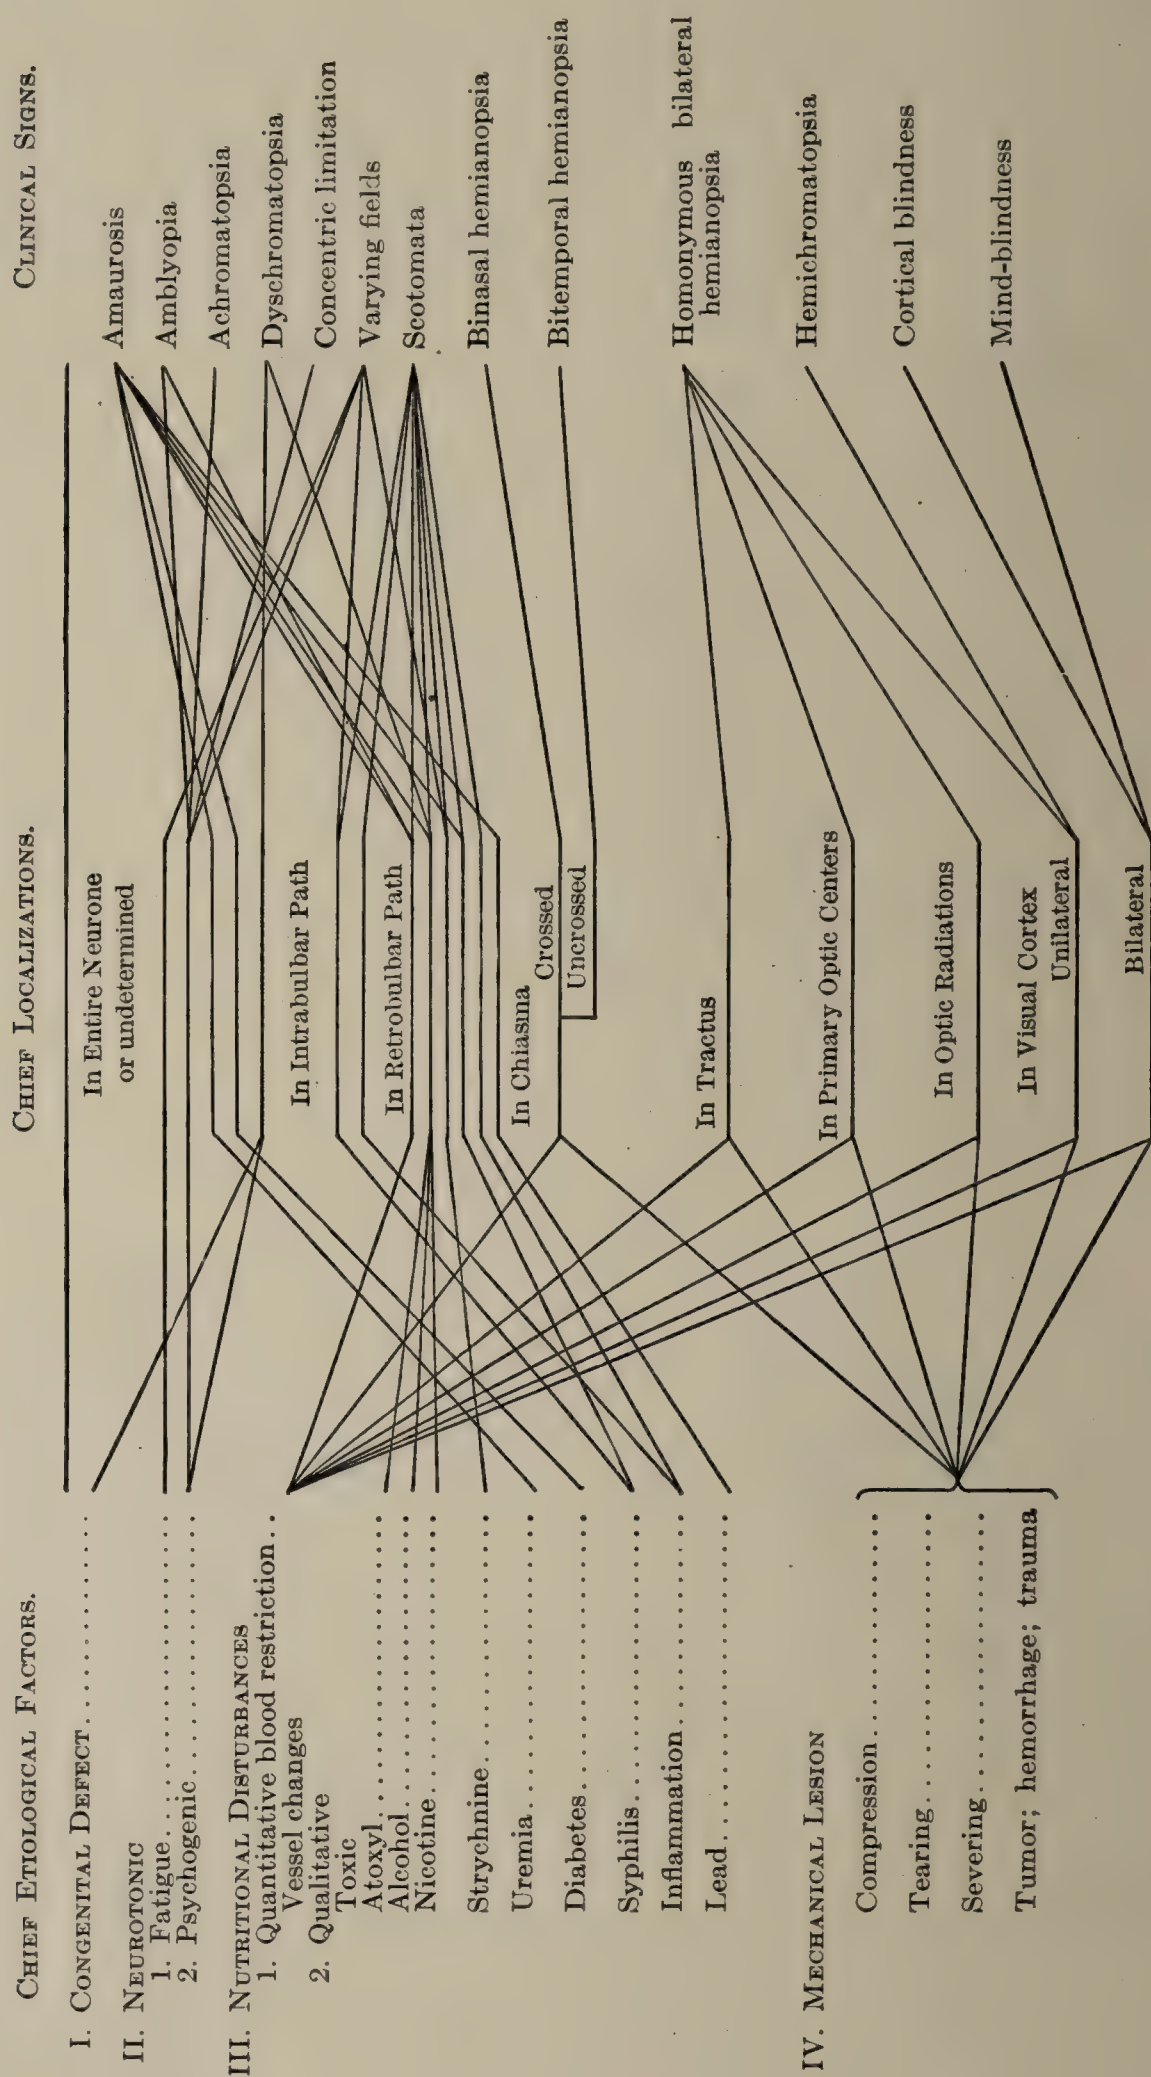 CHIEF ETIOLOGICAL FACTORS.
I. CONGENITAL DEFECT
II. NEUROTONIC
1. Fatigue
2. Psychogenic
III. NUTRITIONAL DISTURBANCES
1. Quantitative blood restriction
Vessel changes
2. Qualitative
Toxic
Atoxyl
Alcohol
Nicotine
Strychnine
Uremia
Diabetes
Syphilis
Inflammation
Lead
IV. MECHANICAL LESION
Compression
Tearing
Severing
Tumor; hemorrhage; trauma
CHIEF LOCALIZATIONS.
In Entire Neurone
or undetermined
In Intrabulbar Path
In Retrobulbar Path
In Chiasma
Crossed
Uncrossed
In Tractus
In Primary Optic Centers
In Optic Radiations
In Visual Cortex
Unilateral
Bilateral
CLINICAL SIGNS.
Amaurosis
Amblyopia
Achromatopsia
Dyschromatopsia
Concentric limitation
Varying fields
Scotomata
Binasal hemianopsia
Bitemporal hemianopsia
Homonymous bilateral
hemianopsia
Hemichromatopsia
Cortical blindness
Mind-blindness